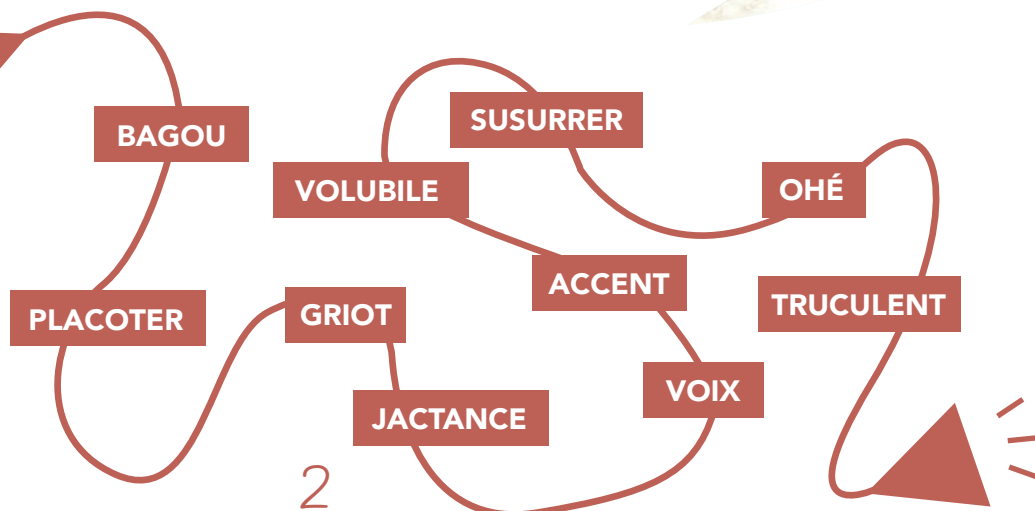 BAGOU
PLACOTER
GRIOT
JACTANCE
VOIX
ACCENT
VOLUBILE
SUSURRER
OHÉ
TRUCULENT
2